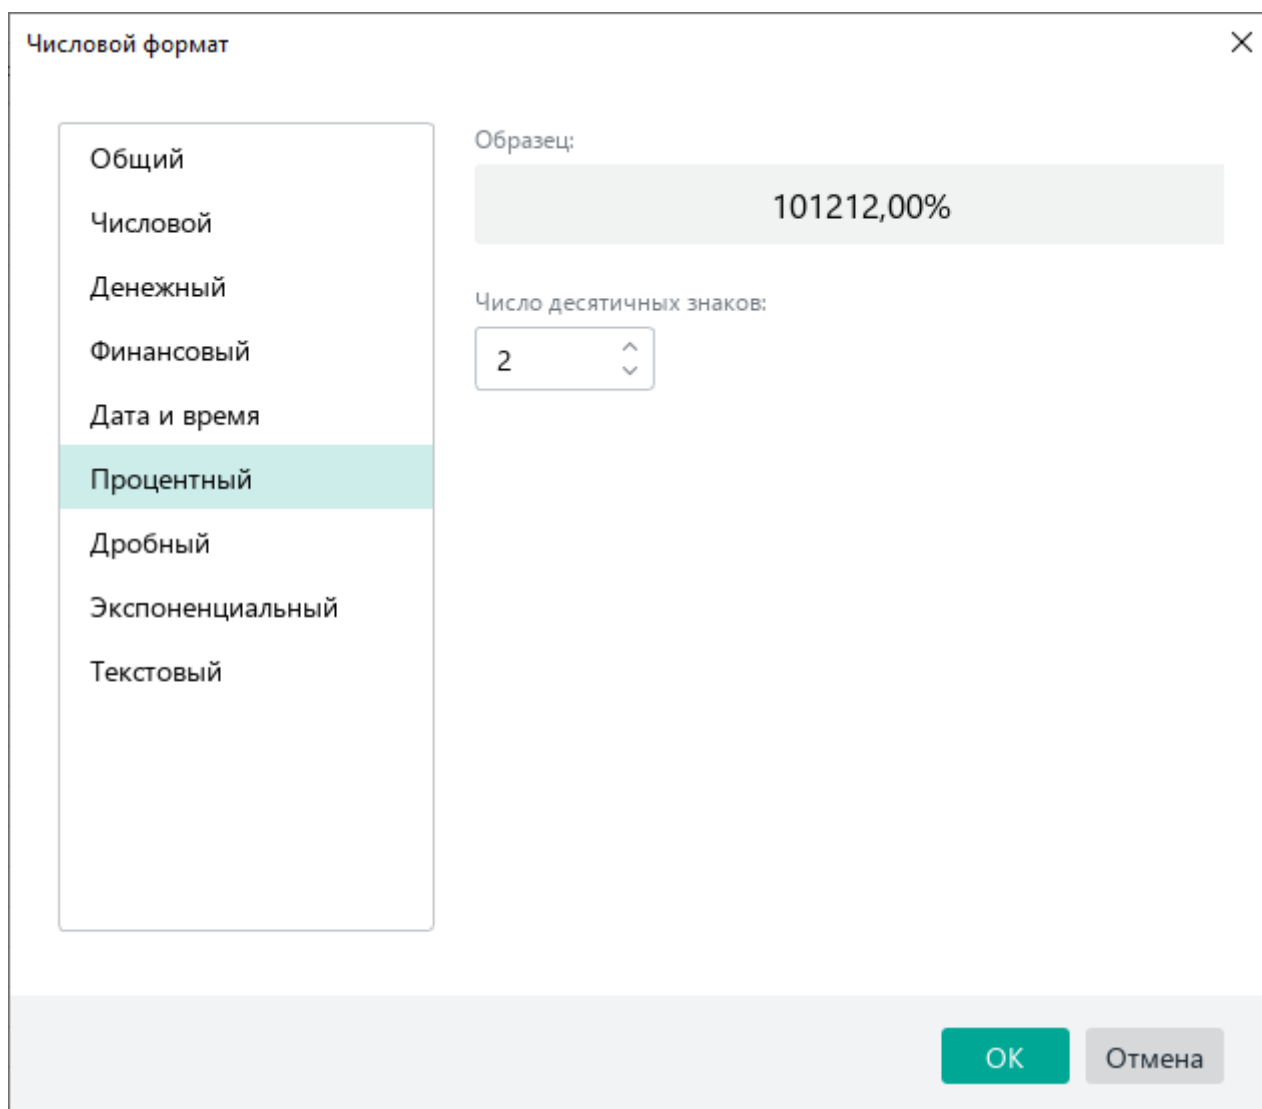 Числовой формат
Общий
Числовой
Денежный
Финансовый
Дата и время
Процентный
Дробный
Экспоненциальный
Текстовый
Образец:
101212,00%
Число десятичных знаков:
2
ОК
Отмена